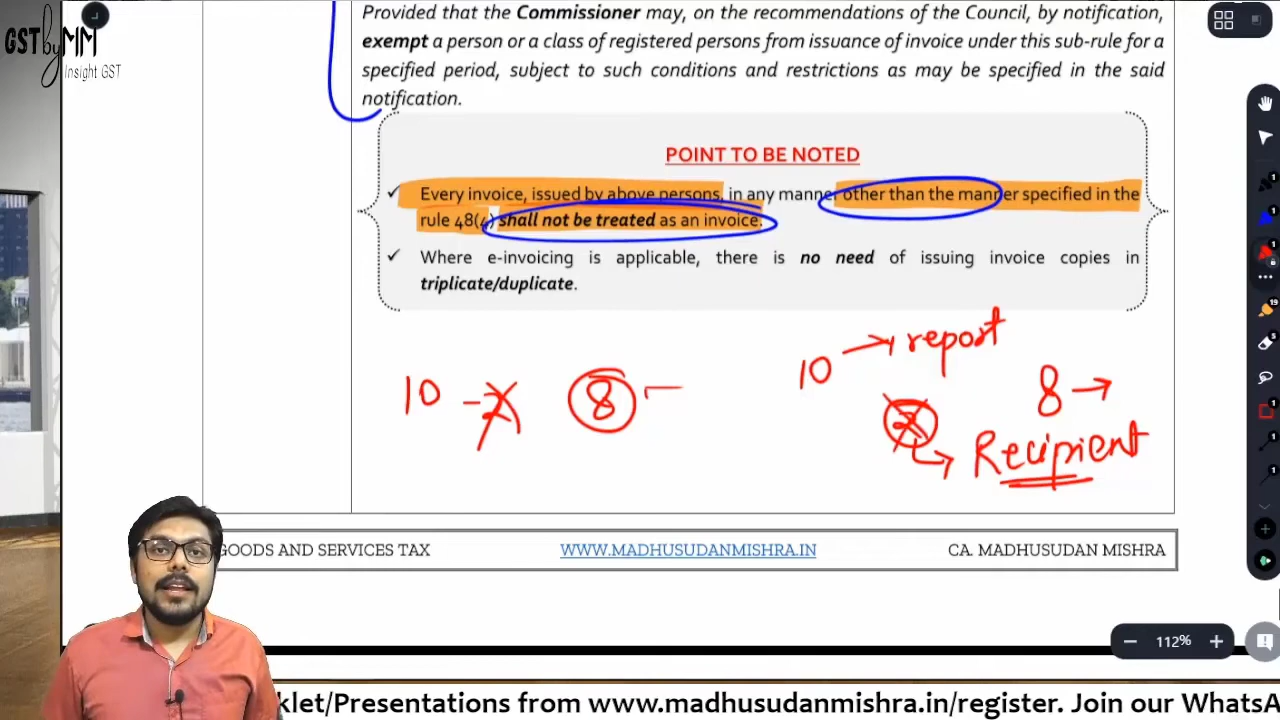 GST by MM
Insight GST
Provided that the Commissioner may, on the recommendations of the Council, by notification,
exempt a person or a class of registered persons from issuance of invoice under this sub-rule for a
specified period, subject to such conditions and restrictions as may be specified in the said
notification.
POINT TO BE NOTED
✓ Every invoice, issued by above persons, in any manner other than the manner specified in the
rule 48(4) shall not be treated as an invoice.
✓ Where e-invoicing is applicable, there is no need of issuing invoice copies in
triplicate/duplicate.
10 → report
10 - 2 8
8 →
2
Recipient
GOODS AND SERVICES TAX WWW.MADHUSUDANMISHRA.IN CA. MADHUSUDAN MISHRA
112%
klet/Presentations from www.madhusudanmishra.in/register. Join our WhatsA